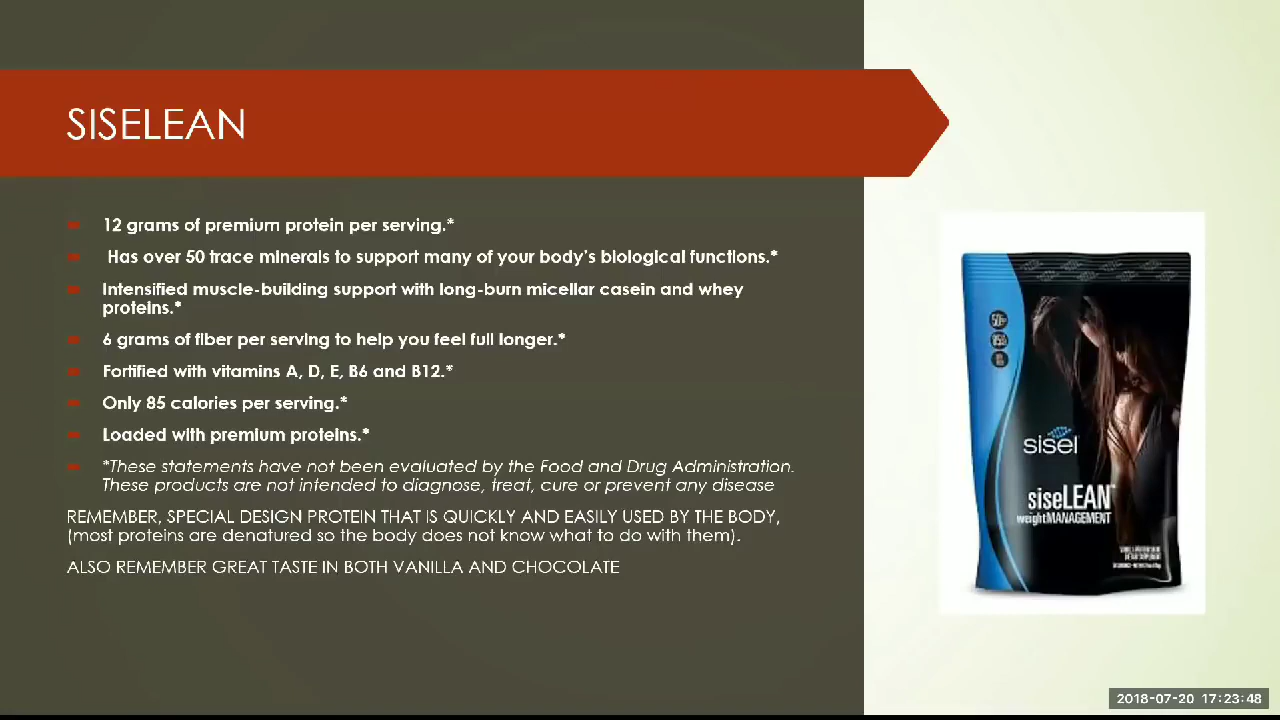 SISELEAN
12 grams of premium protein per serving.*
Has over 50 trace minerals to support many of your body's biological functions.*
Intensified muscle-building support with long-burn micellar casein and whey
proteins.*
6 grams of fiber per serving to help you feel full longer.*
Fortified with vitamins A, D, E, B6 and B12.*
Only 85 calories per serving.*
Loaded with premium proteins.*
*These statements have not been evaluated by the Food and Drug Administration.
These products are not intended to diagnose, treat, cure or prevent any disease
REMEMBER, SPECIAL DESIGN PROTEIN THAT IS QUICKLY AND EASILY USED BY THE BODY,
(most proteins are denatured so the body does not know what to do with them).
ALSO REMEMBER GREAT TASTE IN BOTH VANILLA AND CHOCOLATE
sisel
siseLEAN
weightMANAGEMENT
2018-07-20 17:23:48